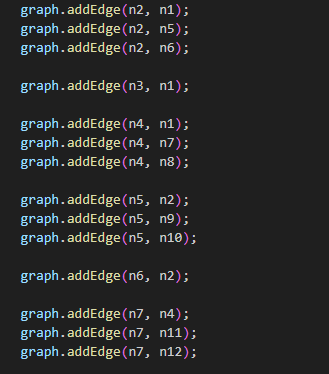 graph.addEdge(n2, n1);
graph.addEdge(n2, n5);
graph.addEdge(n2, n6);
graph.addEdge(n3, n1);
graph.addEdge(n4, n1);
graph.addEdge(n4, n7);
graph.addEdge(n4, n8);
graph.addEdge(n5, n2);
graph.addEdge(n5, n9);
graph.addEdge(n5, n10);
graph.addEdge(n6, n2);
graph.addEdge(n7, n4);
graph.addEdge(n7, n11);
graph.addEdge(n7, n12);